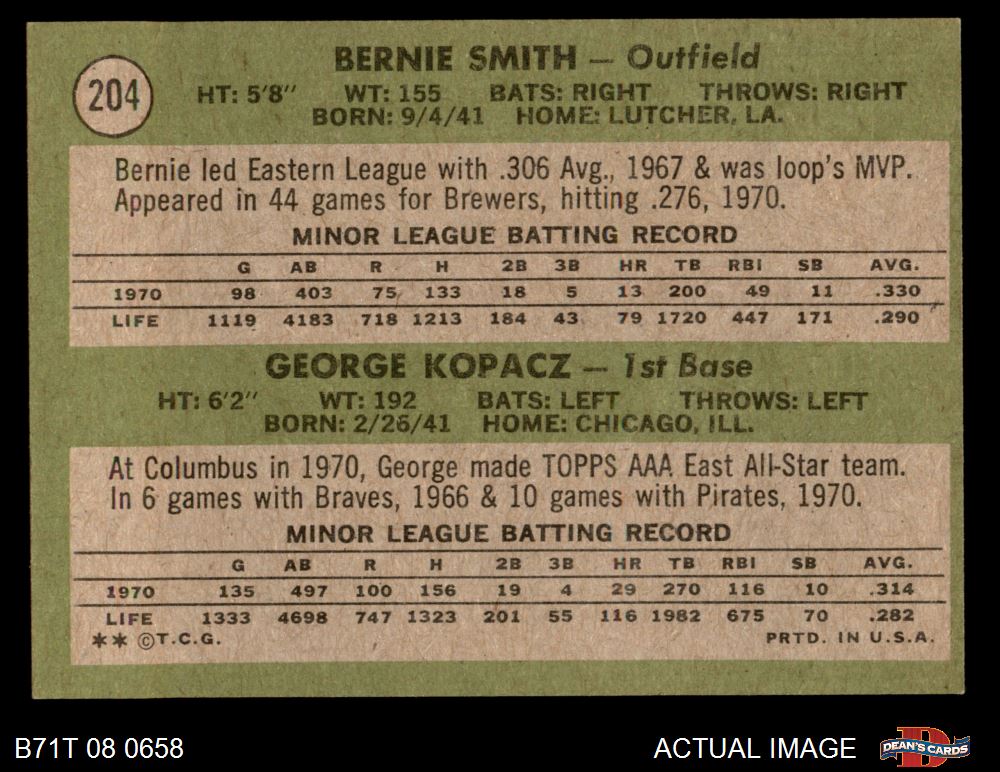 204
BERNIE SMITH — Outfield
HT: 5'8" WT: 155 BATS: RIGHT THROWS: RIGHT
BORN: 9/4/41 HOME: LUTCHER, LA.
Bernie led Eastern League with .306 Avg., 1967 & was loop's MVP.
Appeared in 44 games for Brewers, hitting .276, 1970.
MINOR LEAGUE BATTING RECORD
G AB R H 2B 3B HR TB RBI SB AVG.
1970 98 403 75 133 18 5 13 200 49 11 .330
LIFE 1119 4183 718 1213 184 43 79 1720 447 171 .290
GEORGE KOPACZ — 1st Base
HT: 6'2" WT: 192 BATS: LEFT THROWS: LEFT
BORN: 2/26/41 HOME: CHICAGO, ILL.
At Columbus in 1970, George made TOPPS AAA East All-Star team.
In 6 games with Braves, 1966 & 10 games with Pirates, 1970.
MINOR LEAGUE BATTING RECORD
G AB R H 2B 3B HR TB RBI SB AVG.
1970 135 497 100 156 19 4 29 270 116 10 .314
LIFE 1333 4698 747 1323 201 55 116 1982 675 70 .282
** ©T.C.G. PRTD. IN U.S.A.
B71T 08 0658 ACTUAL IMAGE DEAN'S CARDS